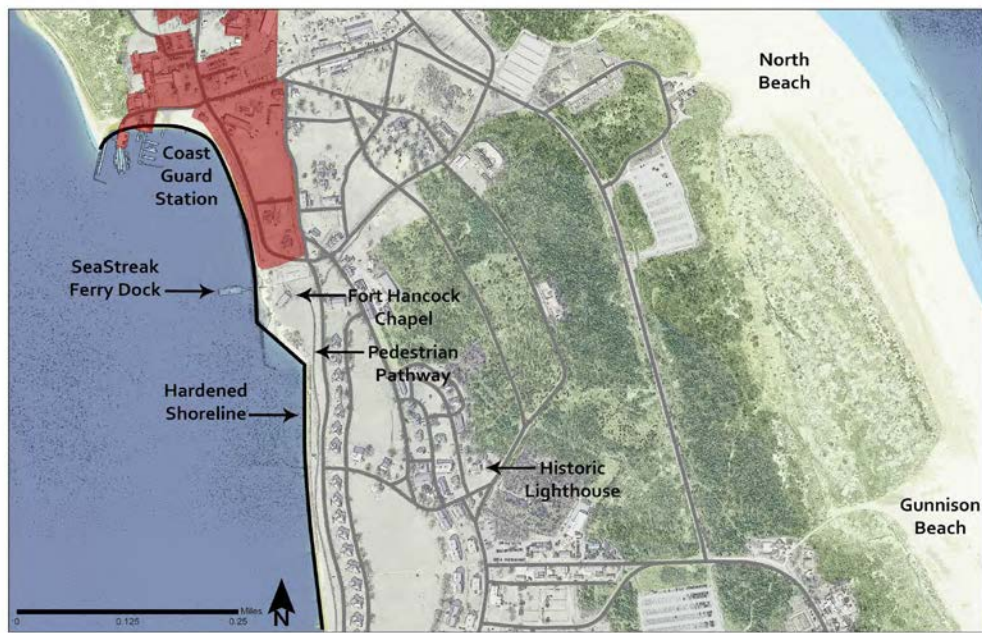 North
Beach
Coast
Guard
Station
SeaStreak
Ferry Dock
Fort Hancock
Chapel
Pedestrian
Pathway
Hardened
Shoreline
Historic
Lighthouse
Gunnison
Beach
Miles
0.125
0.25
N